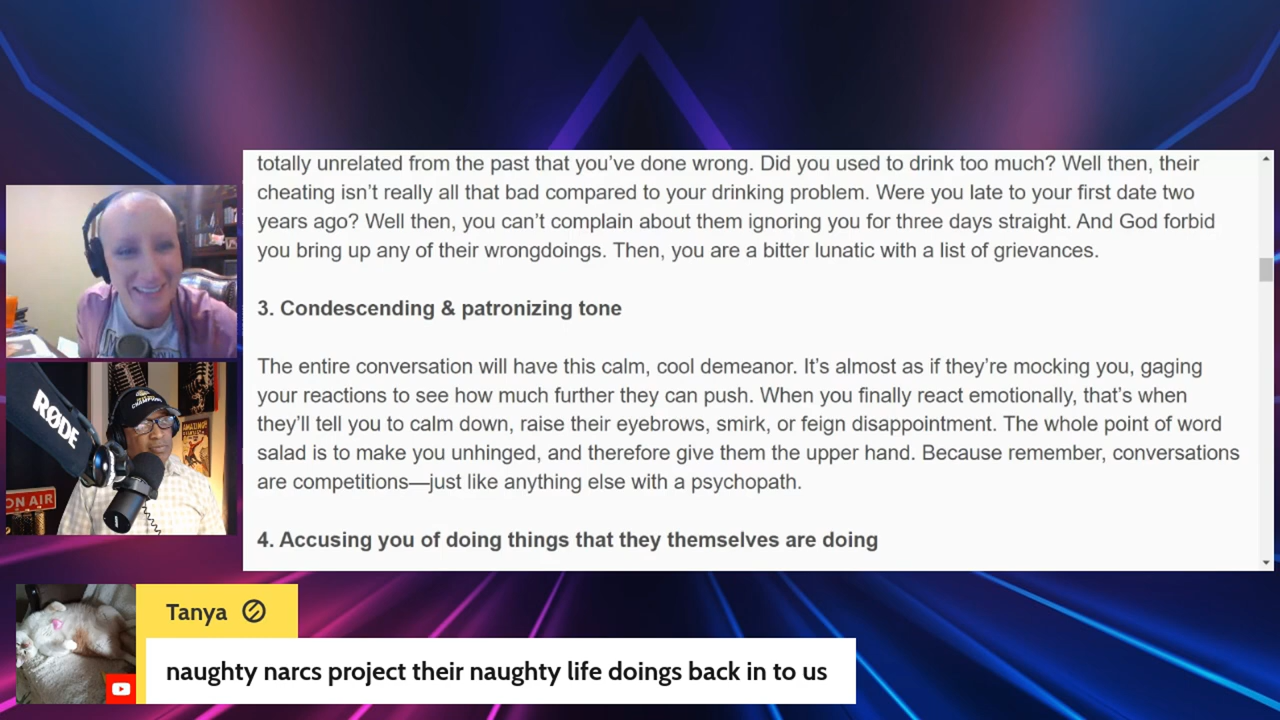 totally unrelated from the past that you’ve done wrong. Did you used to drink too much? Well then, their
cheating isn’t really all that bad compared to your drinking problem. Were you late to your first date two
years ago? Well then, you can’t complain about them ignoring you for three days straight. And God forbid
you bring up any of their wrongdoings. Then, you are a bitter lunatic with a list of grievances.
3. Condescending & patronizing tone
The entire conversation will have this calm, cool demeanor. It’s almost as if they’re mocking you, gaging
your reactions to see how much further they can push. When you finally react emotionally, that’s when
they’ll tell you to calm down, raise their eyebrows, smirk, or feign disappointment. The whole point of word
salad is to make you unhinged, and therefore give them the upper hand. Because remember, conversations
are competitions—just like anything else with a psychopath.
4. Accusing you of doing things that they themselves are doing
RØDE
ON AIR
Tanya
naughty narcs project their naughty life doings back in to us